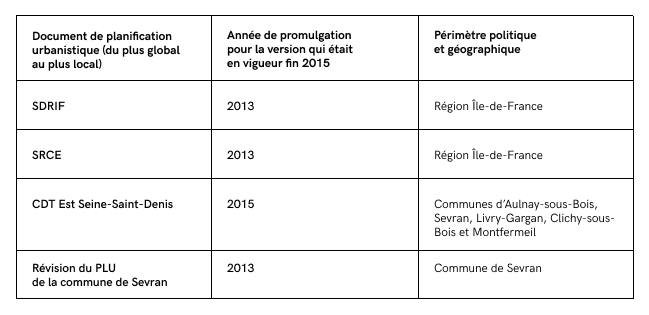 Document de planification
urbanistique (du plus global
au plus local)
Année de promulgation
pour la version qui était
en vigueur fin 2015
Périmètre politique
et géographique
SDRIF
2013
Région Île-de-France
SRCE
2013
Région Île-de-France
CDT Est Seine-Saint-Denis
2015
Communes d’Aulnay-sous-Bois,
Sevran, Livry-Gargan, Clichy-sous-
Bois et Montfermeil
Révision du PLU
de la commune de Sevran
2013
Commune de Sevran